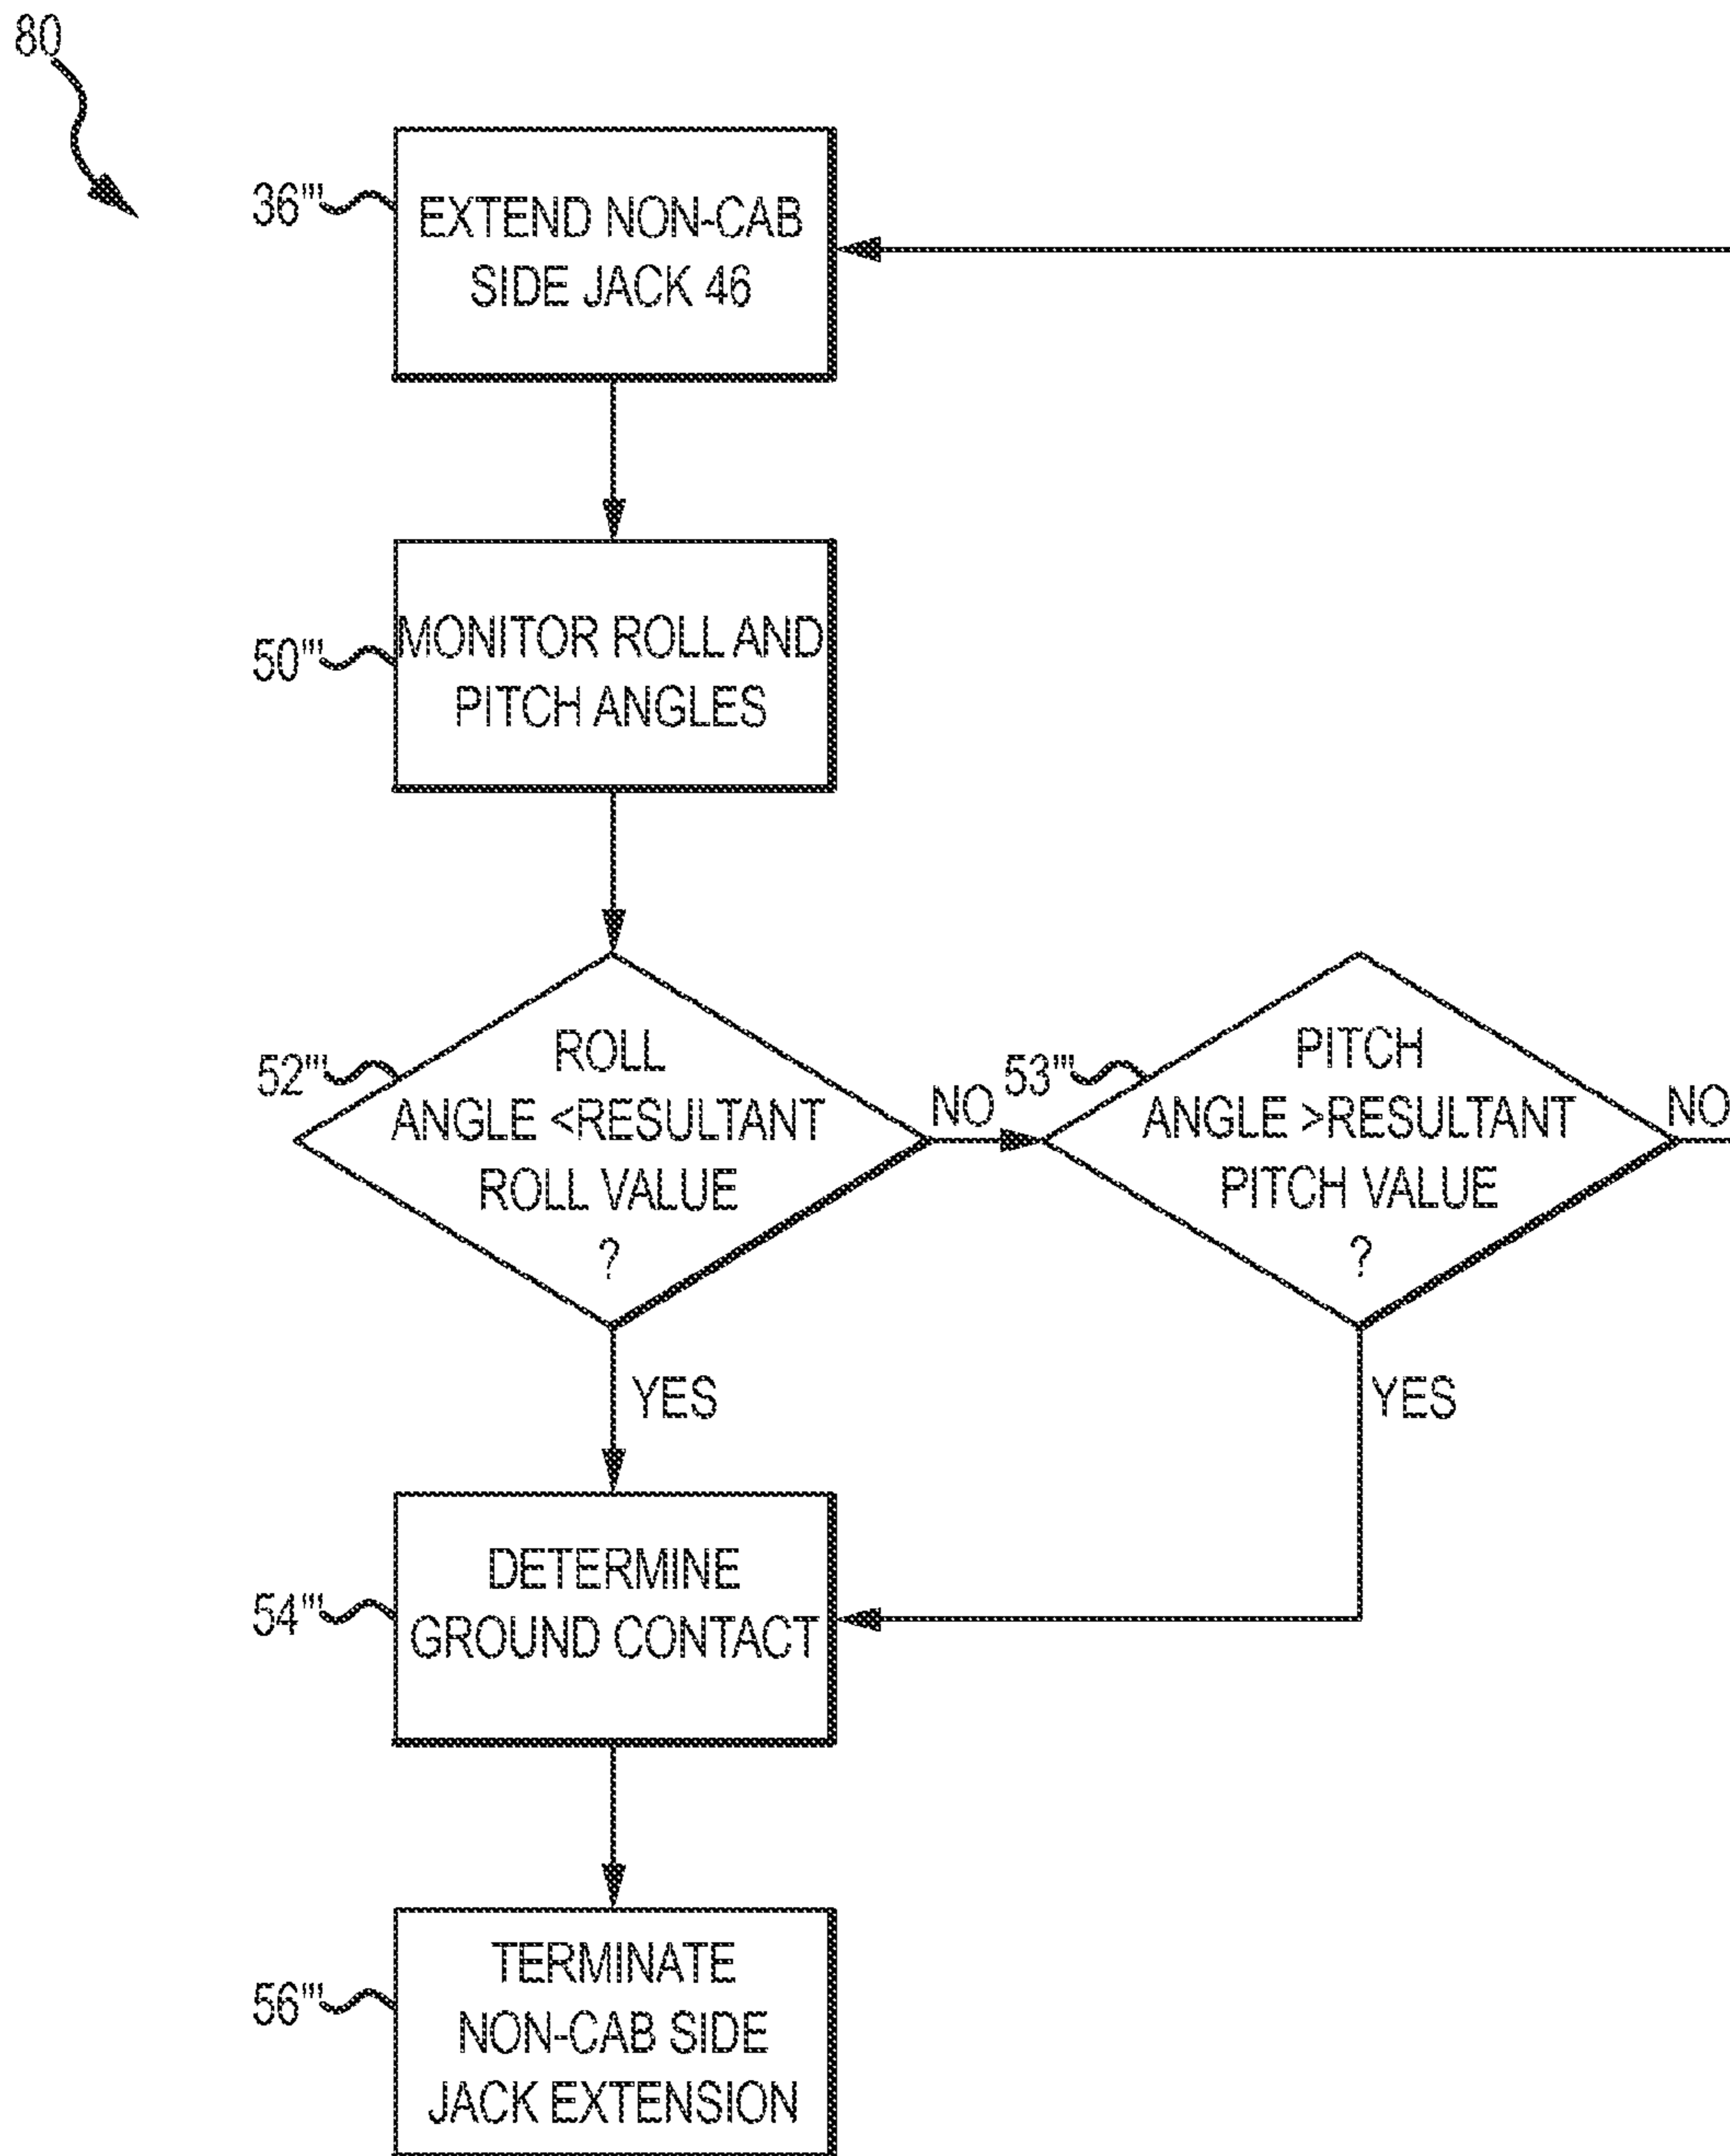 80
36'''
EXTEND NON-CAB
SIDE JACK 46
50'''
MONITOR ROLL AND
PITCH ANGLES
52'''
ROLL
ANGLE <RESULTANT
ROLL VALUE
?
NO
53'''
PITCH
ANGLE >RESULTANT
PITCH VALUE
?
NO
YES
YES
54'''
DETERMINE
GROUND CONTACT
56'''
TERMINATE
NON-CAB SIDE
JACK EXTENSION